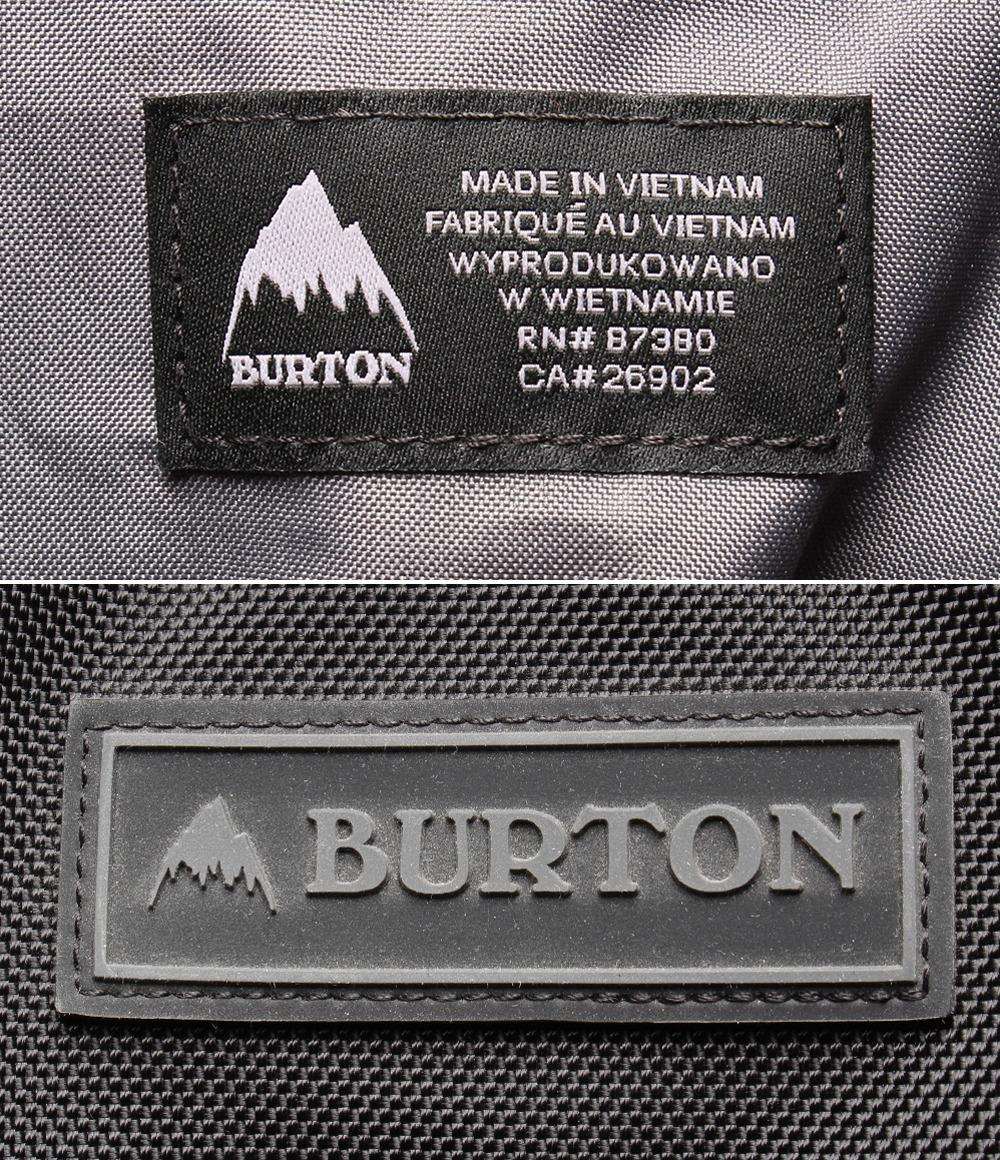 BURTON
MADE IN VIETNAM
FABRIQUÉ AU VIETNAM
WYPRODUKOWANO
W WIETNAMIE
RN# 87380
CA# 26902
BURTON